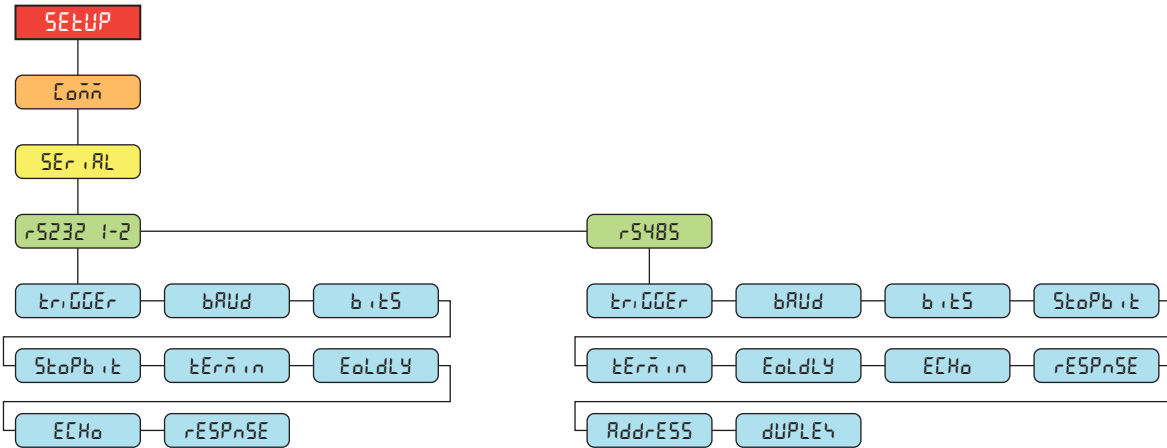 SEtUP
Comm
SEriAL
rS232 1-2
rS485
triGGEr bAUd bitS
triGGEr bAUd bitS StoPbit
StoPbit tErmin EoLdLY
tErmin EoLdLY ECHo rESPnSE
ECHo rESPnSE
AddrESS dUPLEx